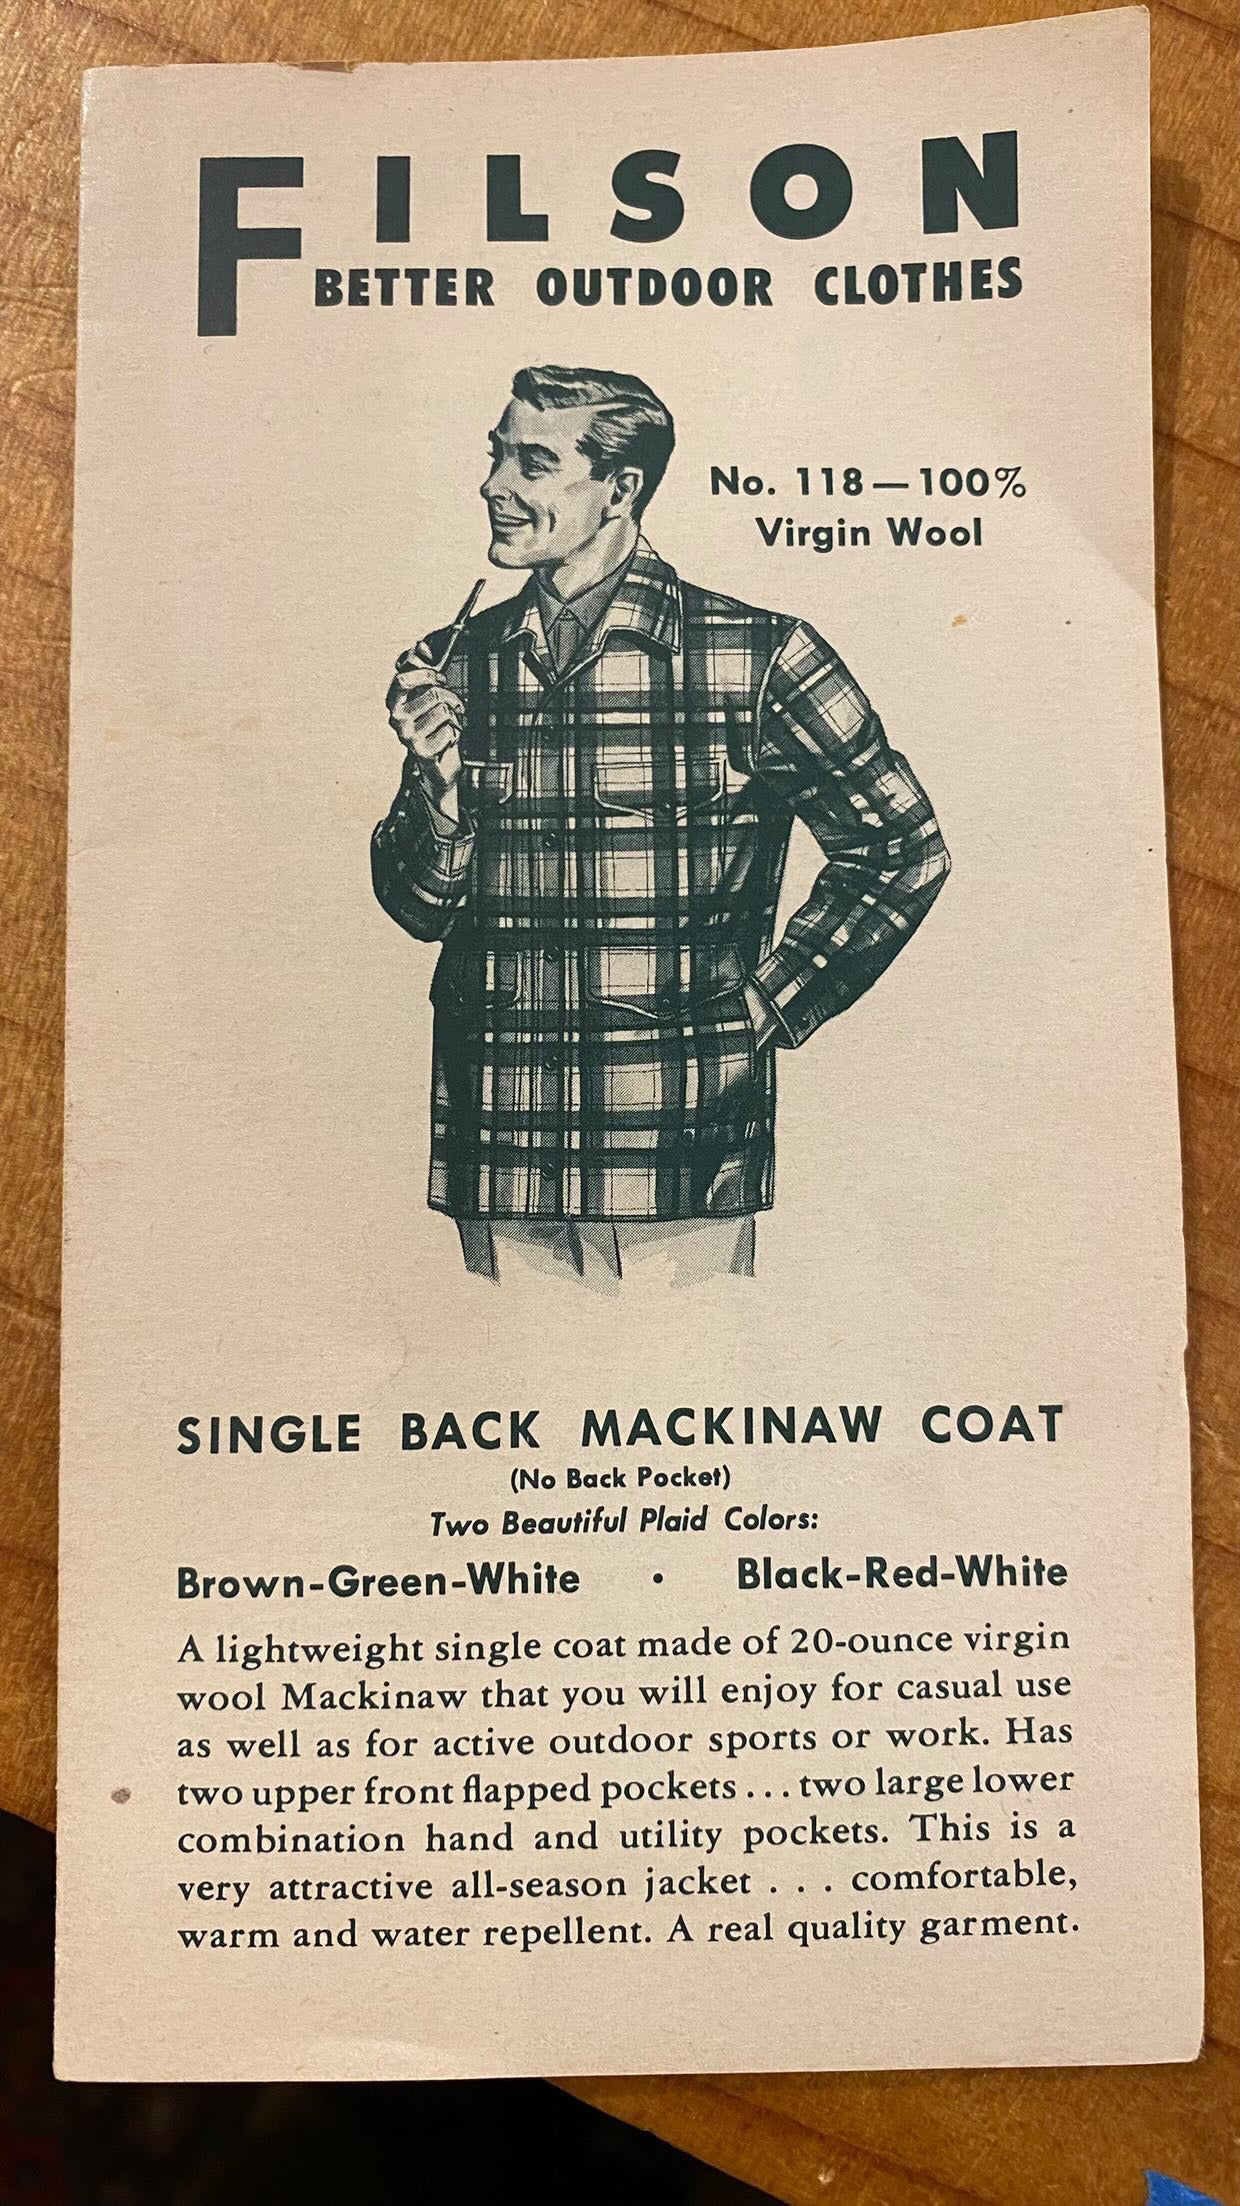 FILSON
BETTER OUTDOOR CLOTHES
No. 118—100%
Virgin Wool
SINGLE BACK MACKINAW COAT
(No Back Pocket)
Two Beautiful Plaid Colors:
Brown-Green-White • Black-Red-White
A lightweight single coat made of 20-ounce virgin
wool Mackinaw that you will enjoy for casual use
as well as for active outdoor sports or work. Has
two upper front flapped pockets . . . two large lower
combination hand and utility pockets. This is a
very attractive all-season jacket . . . comfortable,
warm and water repellent. A real quality garment.